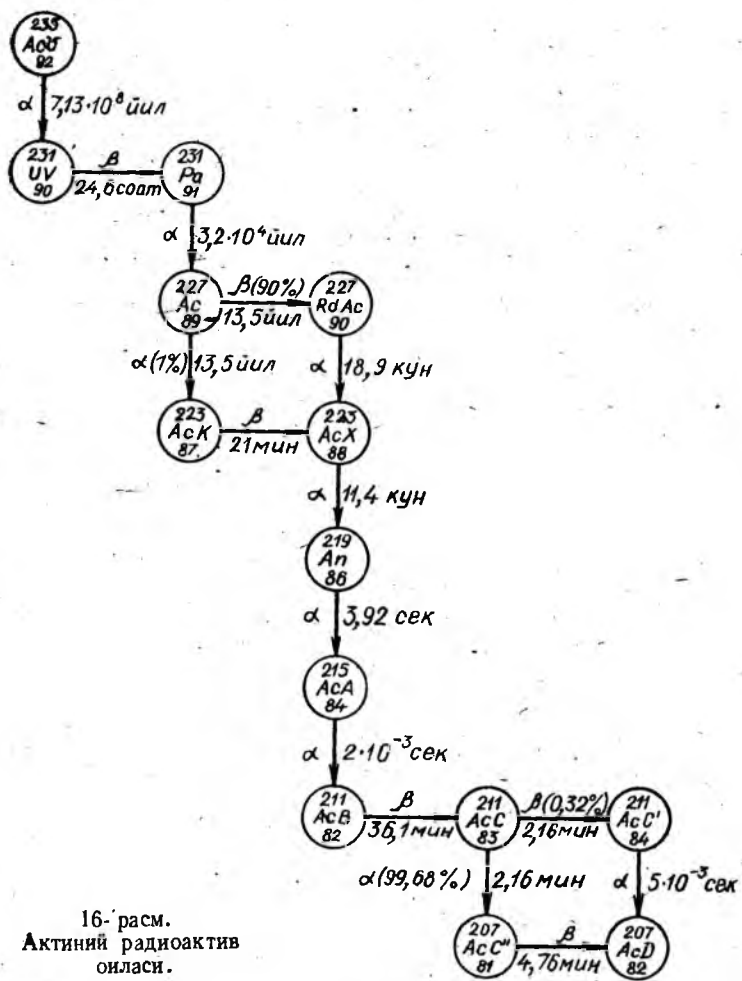 235
AcU
92
α 7,13·10⁸ йил
231
UY
90
β
24,6 соат
231
Pa
91
α 3,2·10⁴ йил
227
Ac
89
β(90%)
13,5 йил
227
RdAc
90
α(1%) 13,5 йил
α 18,9 кун
223
AcK
87
β
21 мин
223
AcX
88
α 11,4 кун
219
An
86
α 3,92 сек
215
AcA
84
α 2·10⁻³ сек
211
AcB
82
β
36,1 мин
211
AcC
83
β(0,32%)
2,16 мин
211
AcC'
84
α(99,68%) 2,16 мин
α 5·10⁻³ сек
207
AcC"
81
β
4,76 мин
207
AcD
82
16-расм.
Актиний радиоактив
оиласи.